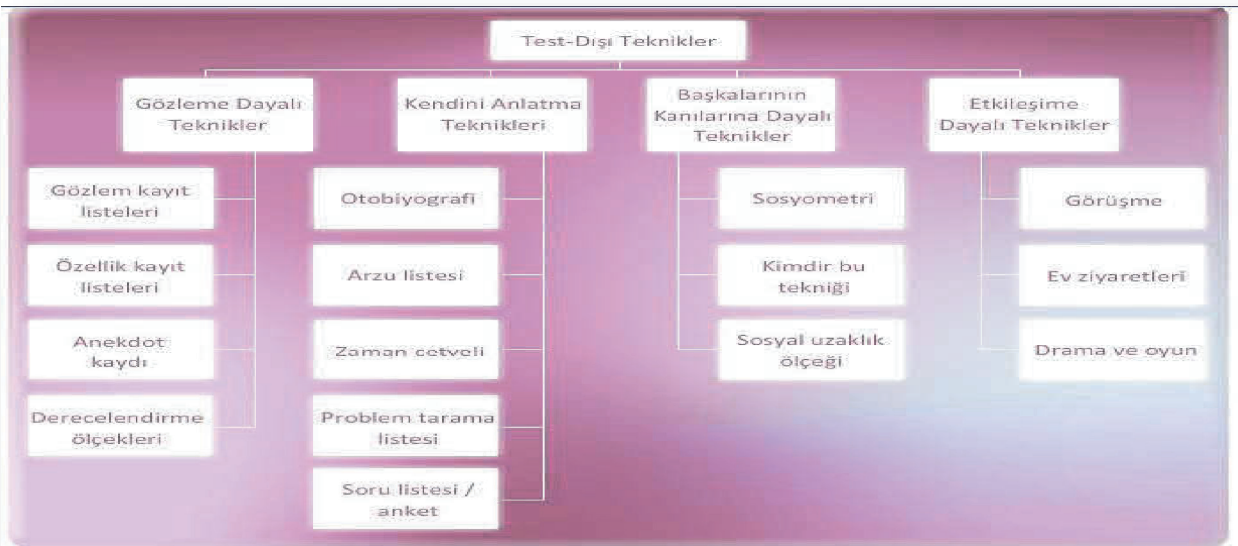 Test-Dışı Teknikler
Gözleme Dayalı
Teknikler
Gözlem kayıt
listeleri
Özellik kayıt
listeleri
Anekdot
kaydı
Derecelendirme
ölçekleri
Kendini Anlatma
Teknikleri
Otobiyografi
Arzu listesi
Zaman cetveli
Problem tarama
listesi
Soru listesi /
anket
Başkalarının
Kanılarına Dayalı
Teknikler
Sosyometri
Kimdir bu
tekniği
Sosyal uzaklık
ölçeği
Etkileşime
Dayalı Teknikler
Görüşme
Ev ziyaretleri
Drama ve oyun